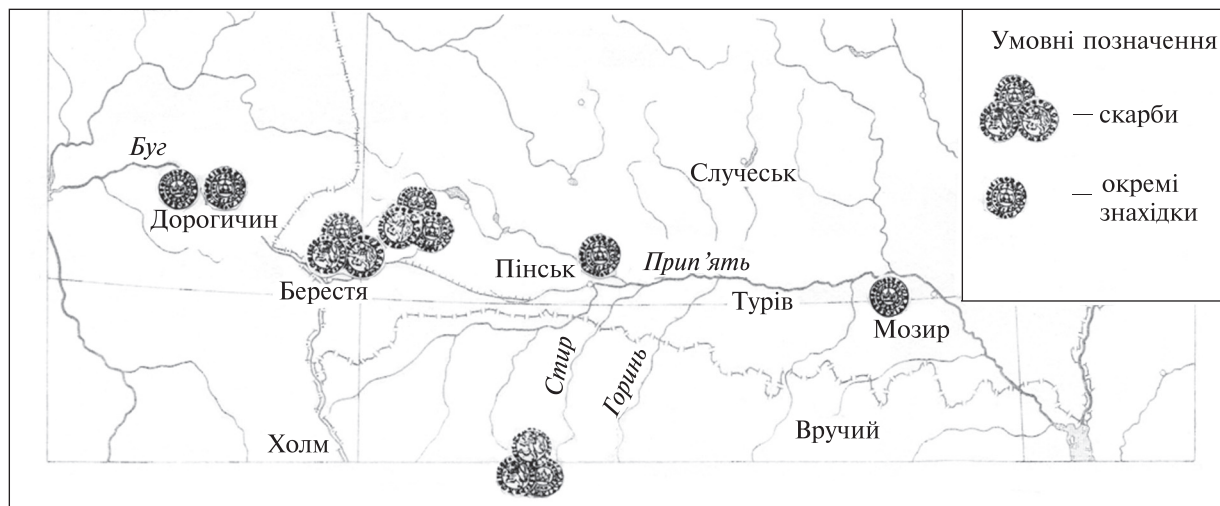 Умовні позначення
— скарби
— окремі
знахідки
Буг
Дорогичин
Случеськ
Берестя
Пінськ
Прип’ять
Турів
Мозир
Стир
Горинь
Холм
Вручий